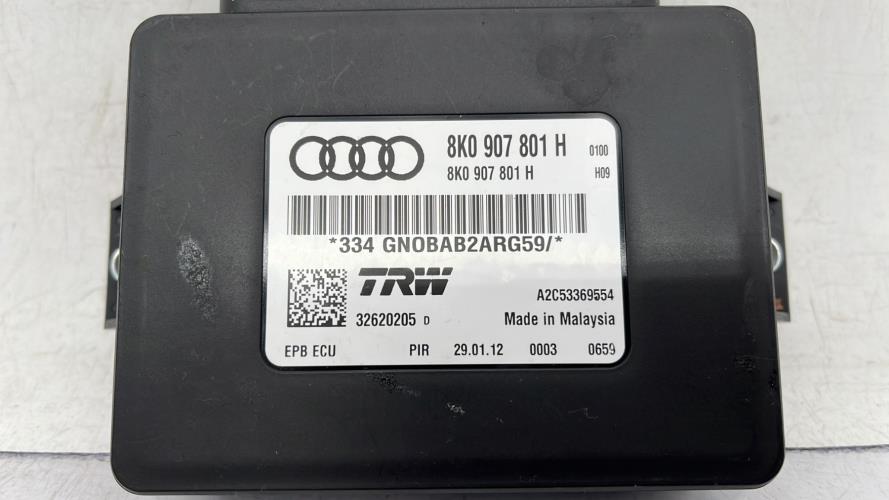 8K0 907 801 H 0100
8K0 907 801 H H09
*334 GN0BAB2ARG59/*
TRW
A2C53369554
32620205 D Made in Malaysia
EPB ECU PIR 29.01.12 0003 0659